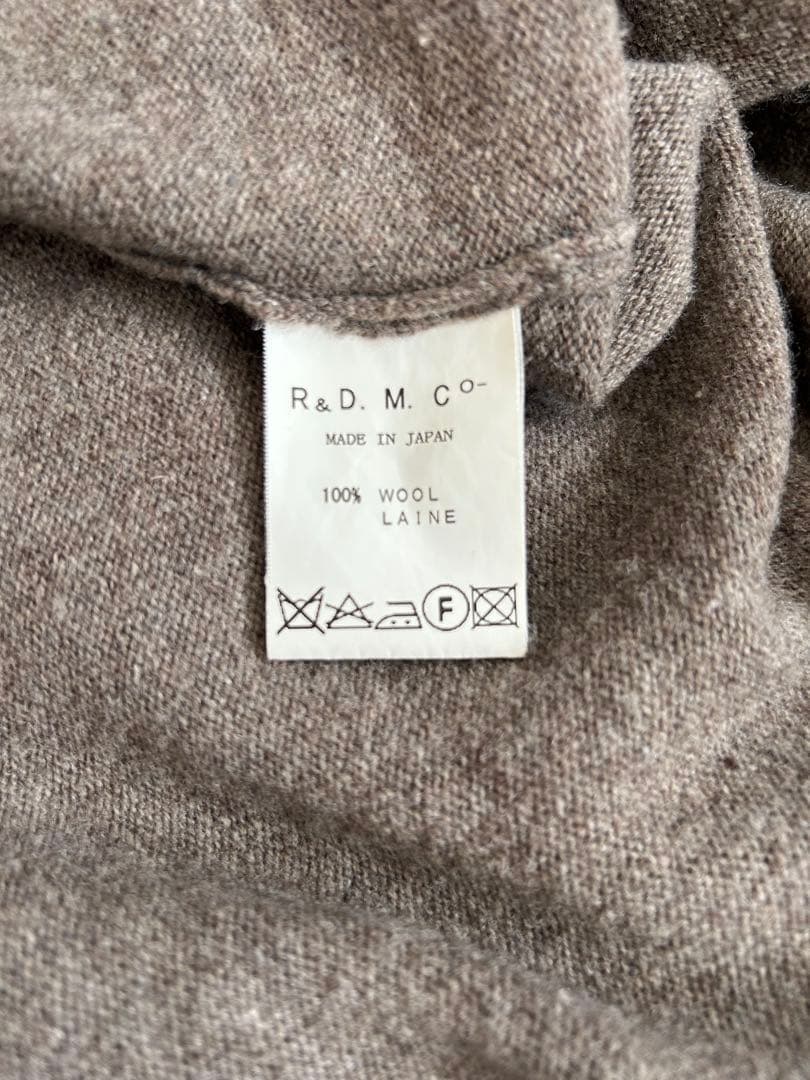 R&D. M. Co-
MADE IN JAPAN
100% WOOL
LAINE
F